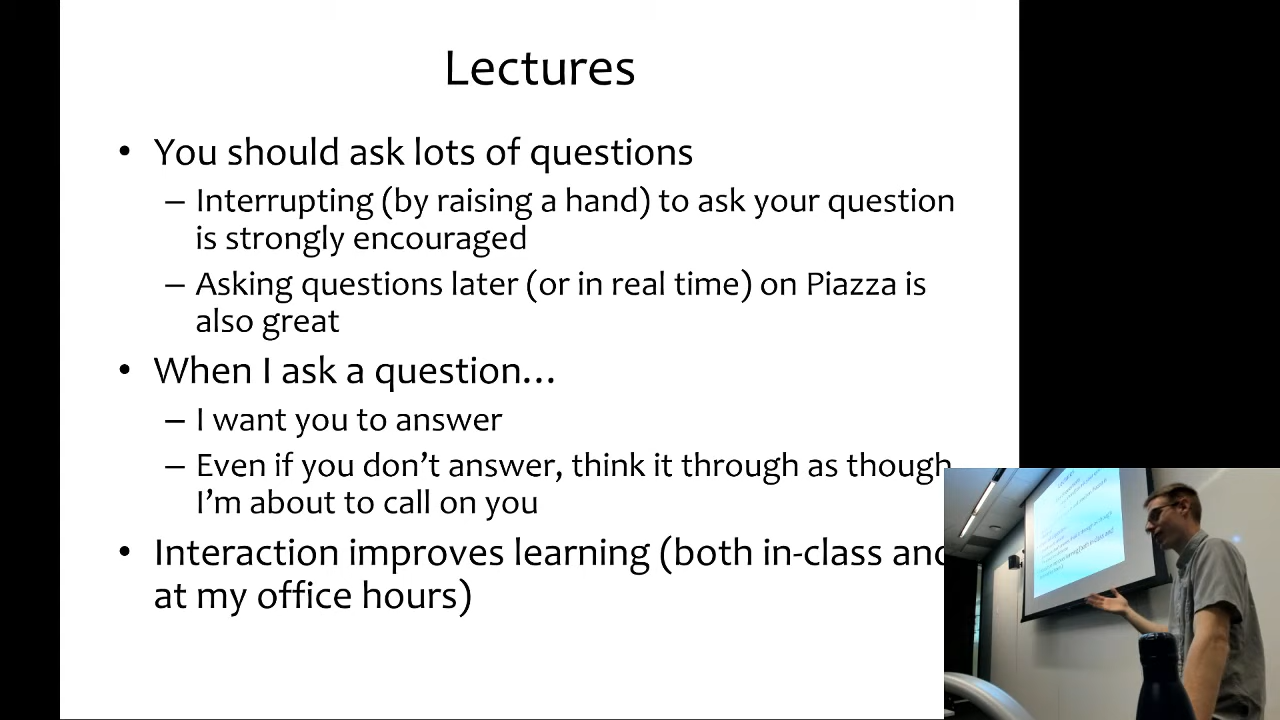 Lectures
• You should ask lots of questions
– Interrupting (by raising a hand) to ask your question
is strongly encouraged
– Asking questions later (or in real time) on Piazza is
also great
• When I ask a question…
– I want you to answer
– Even if you don’t answer, think it through as though
I’m about to call on you
• Interaction improves learning (both in-class and
at my office hours)